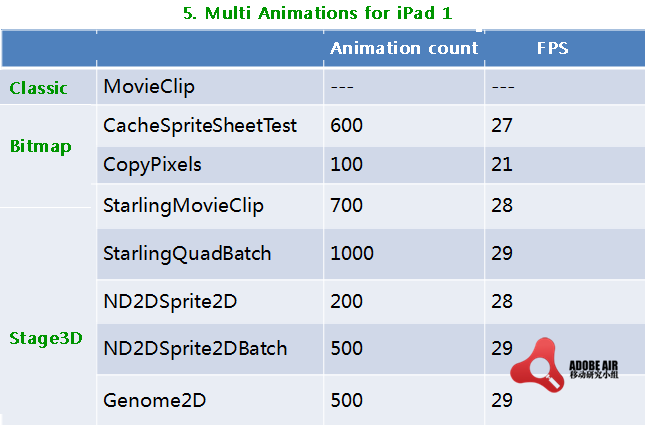 5. Multi Animations for iPad 1
Animation count FPS
Classic MovieClip --- ---
Bitmap CacheSpriteSheetTest 600 27
CopyPixels 100 21
StarlingMovieClip 700 28
StarlingQuadBatch 1000 29
ND2DSprite2D 200 28
Stage3D ND2DSprite2DBatch 500 29
Genome2D 500 29
ADOBE AIR
移动研究小组